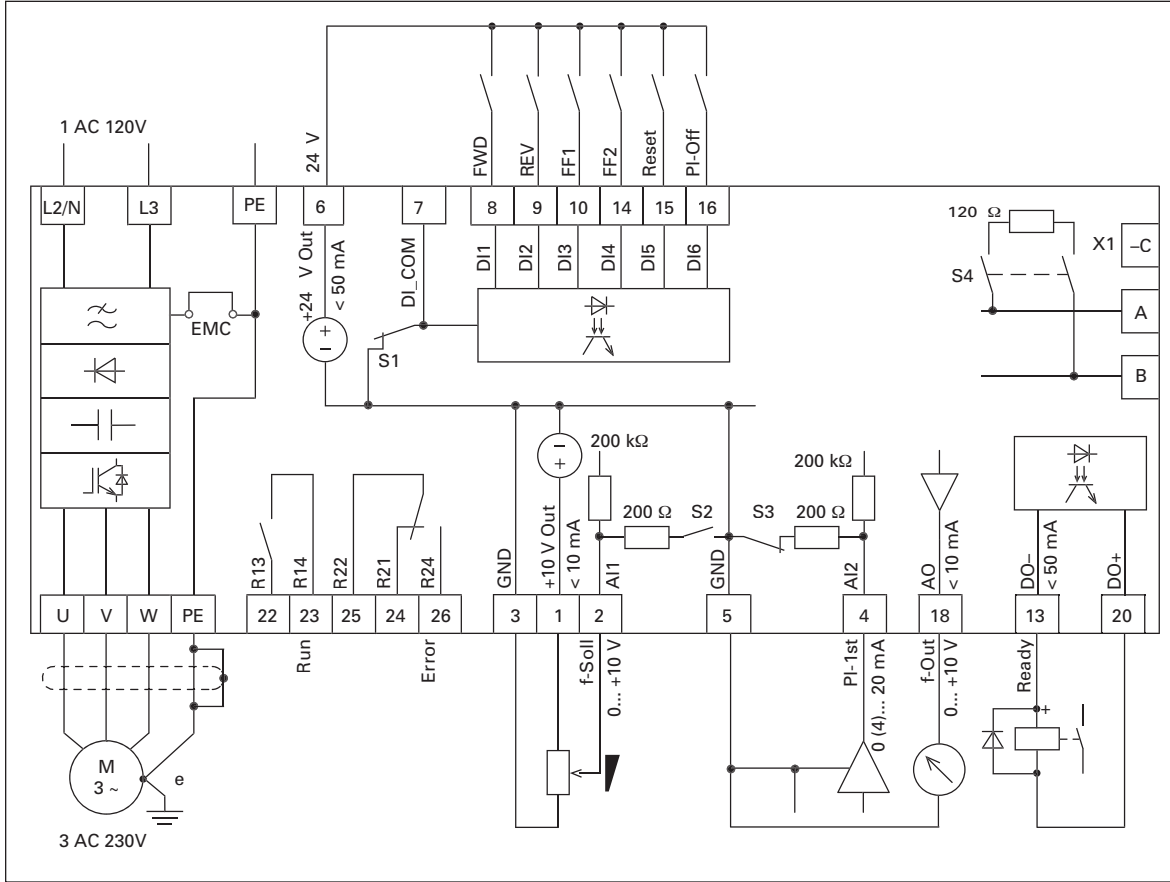 1 AC 120V
24 V
FWD
REV
FF1
FF2
Reset
PI-Off
L2/N
L3
PE
6
7
8
9
10
14
15
16
+24 V Out
< 50 mA
DI_COM
DI1
DI2
DI3
DI4
DI5
DI6
120 Ω
X1
–C
S4
A
B
EMC
+
–
S1
–
+
200 kΩ
200 kΩ
200 Ω
S2
S3
200 Ω
R13
R14
R22
R21
R24
GND
+10 V Out
< 10 mA
AI1
GND
AI2
AO
< 10 mA
DO–
< 50 mA
DO+
U
V
W
PE
22
23
25
24
26
3
1
2
5
4
18
13
20
Run
Error
f-Soll
0... +10 V
PI-1st
0 (4)... 20 mA
f-Out
0... +10 V
Ready
+
M
3 ~
e
3 AC 230V